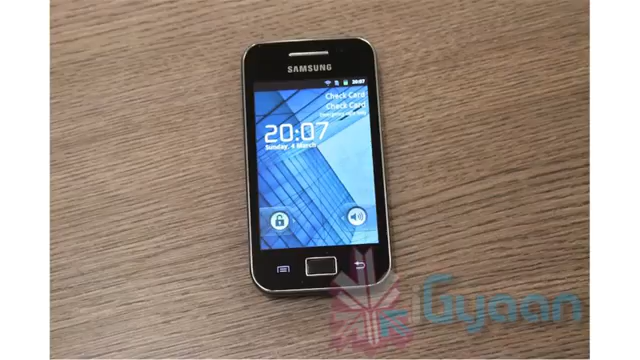 SAMSUNG
20:07
Check Card
Check Card
20:07
Sunday, 4 March
iGyaan